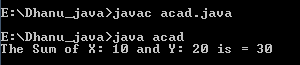 E:\Dhanu_java>javac acad.java
E:\Dhanu_java>java acad
The Sum of X: 10 and Y: 20 is = 30